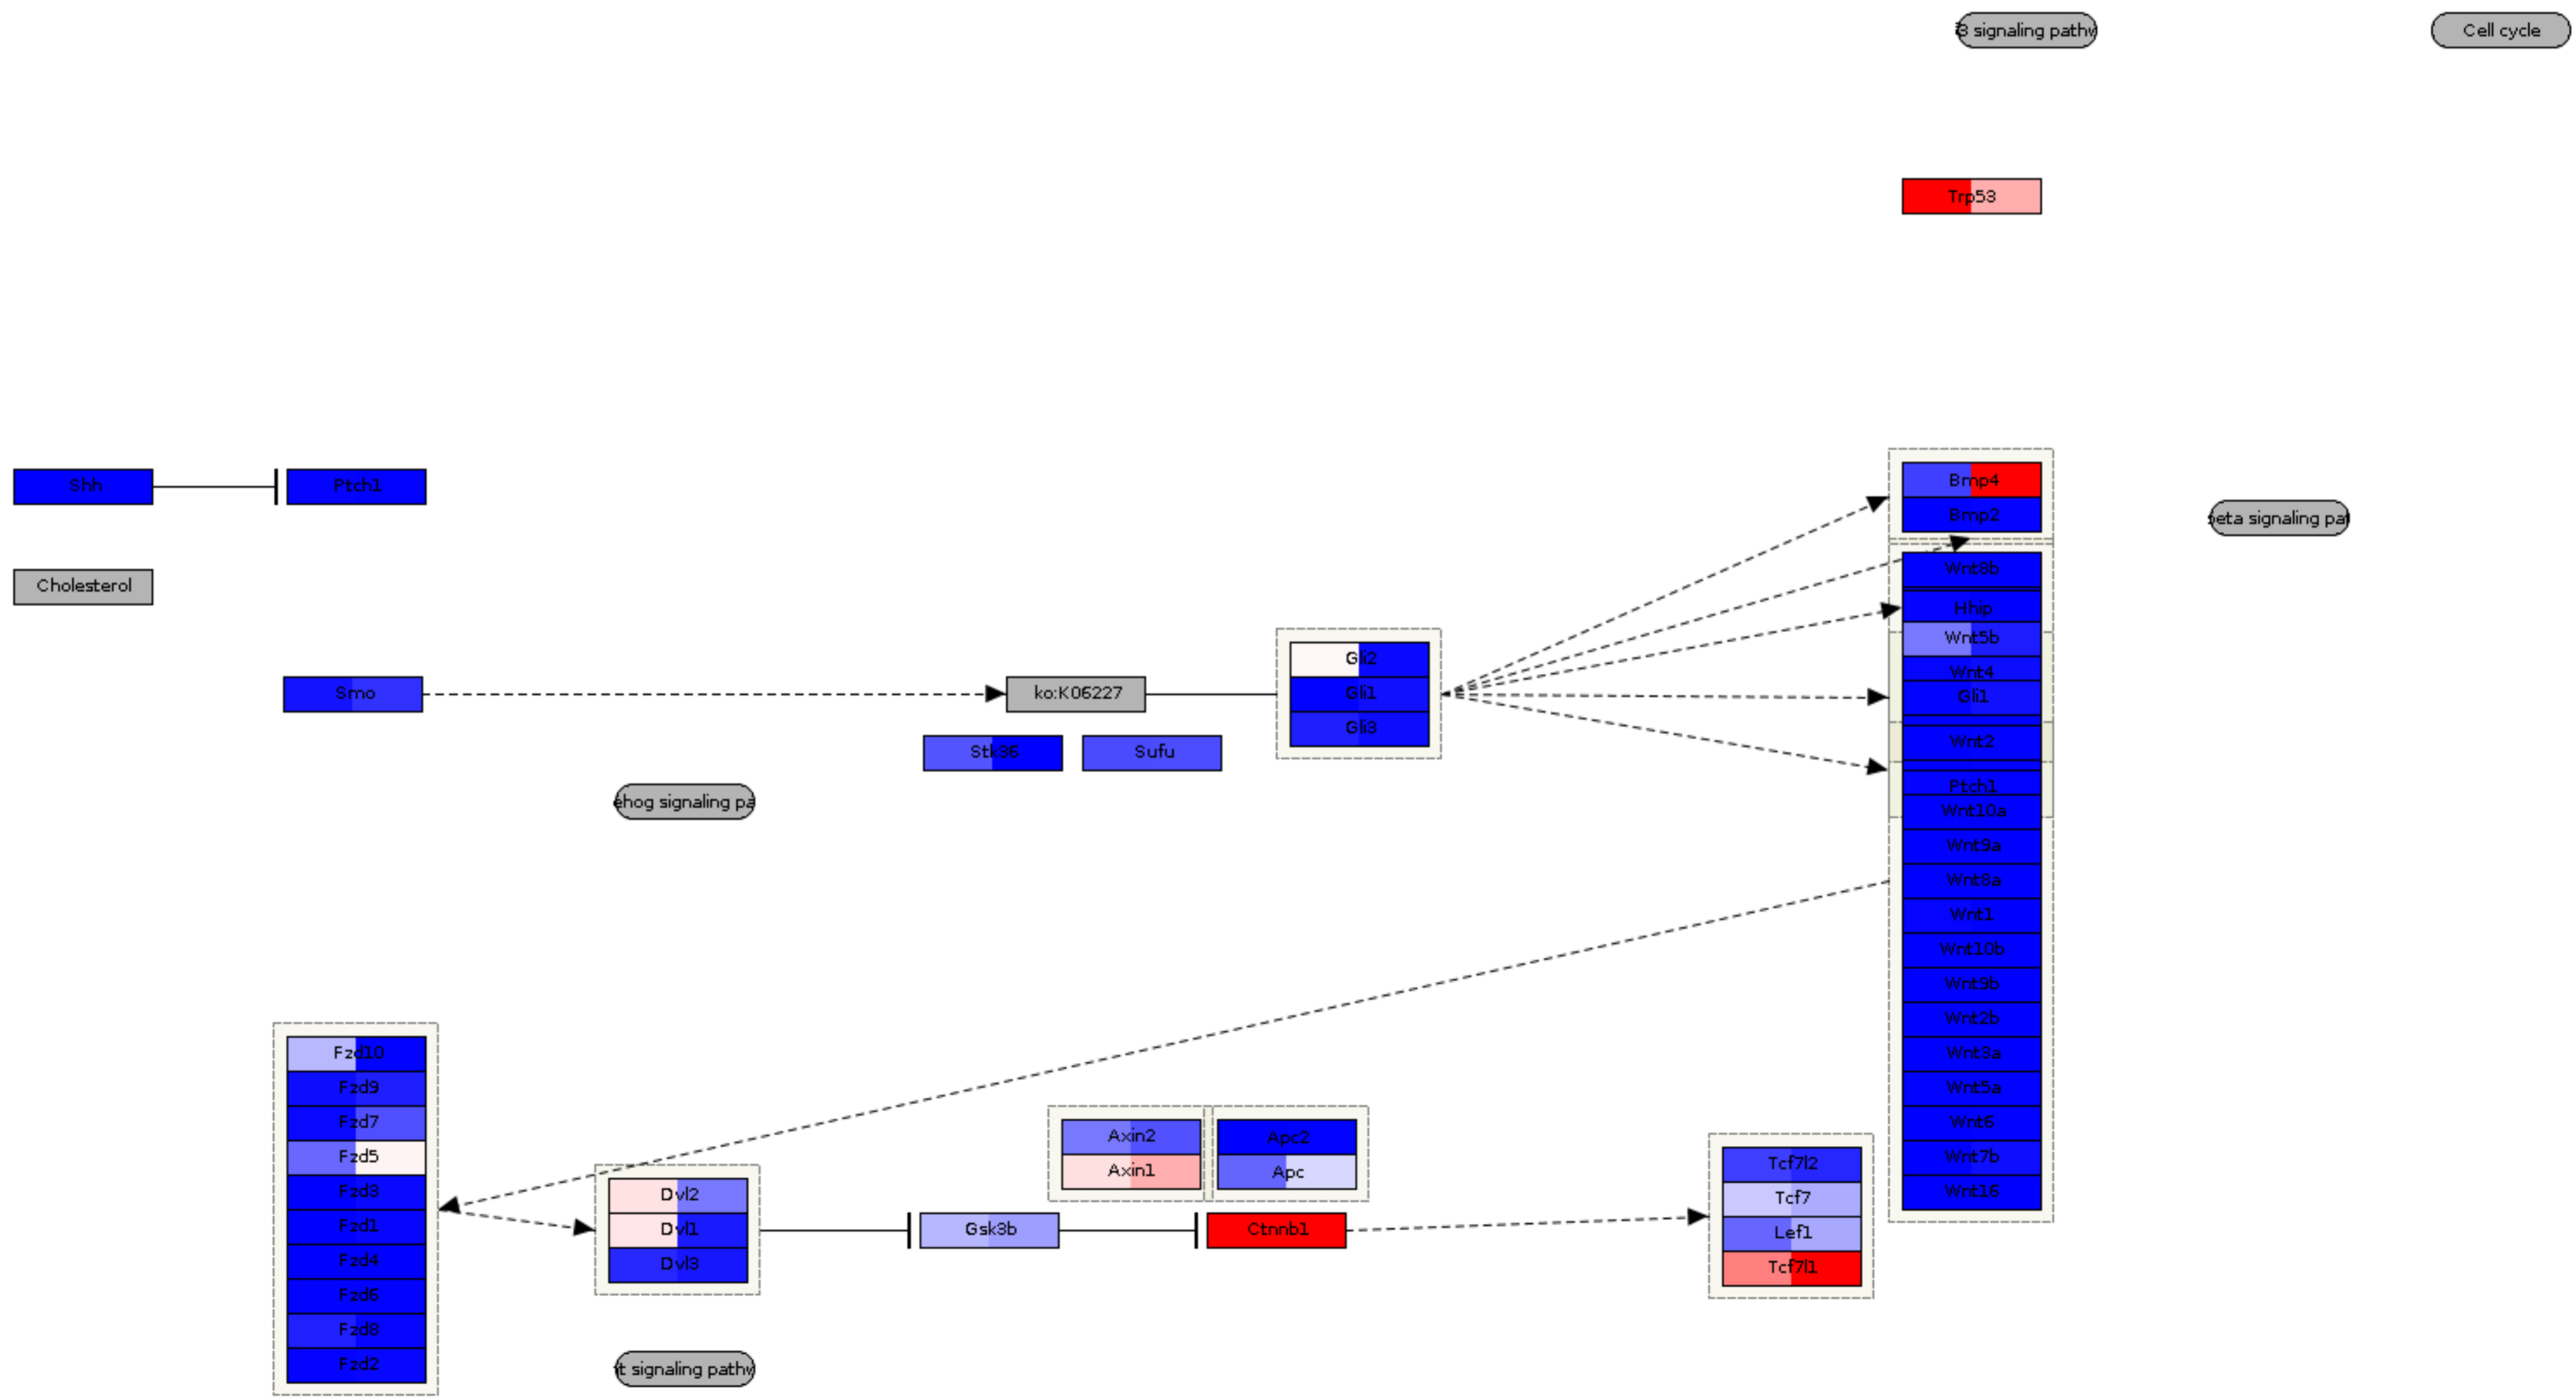 3 signaling pathw
Cell cycle
Trp53
Shh
Ptch1
Bmp4
Bmp2
beta signaling pat
Cholesterol
Wnt8b
Hhip
Wnt5b
Wnt4
Gli1
Wnt2
Ptch1
Wnt10a
Wnt9a
Wnt8a
Wnt1
Wnt10b
Wnt9b
Wnt2b
Wnt3a
Wnt5a
Wnt6
Wnt7b
Wnt16
Smo
ko:K06227
Gli2
Gli1
Gli3
Stk36
Sufu
ehog signaling pa
Fzd10
Fzd9
Fzd7
Fzd5
Fzd3
Fzd1
Fzd4
Fzd6
Fzd8
Fzd2
Dvl2
Dvl1
Dvl3
Axin2
Axin1
Apc2
Apc
Gsk3b
Ctnnb1
Tcf7l2
Tcf7
Lef1
Tcf7l1
t signaling pathw